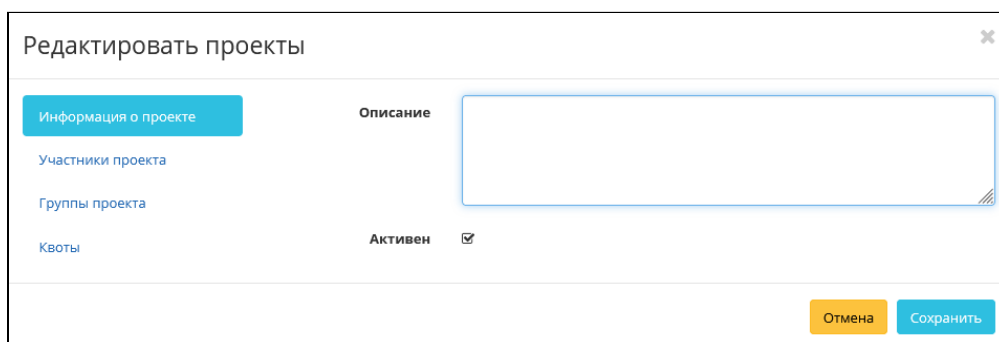 Редактировать проекты
Информация о проекте
Описание
Участники проекта
Группы проекта
Квоты
Активен
Отмена
Сохранить